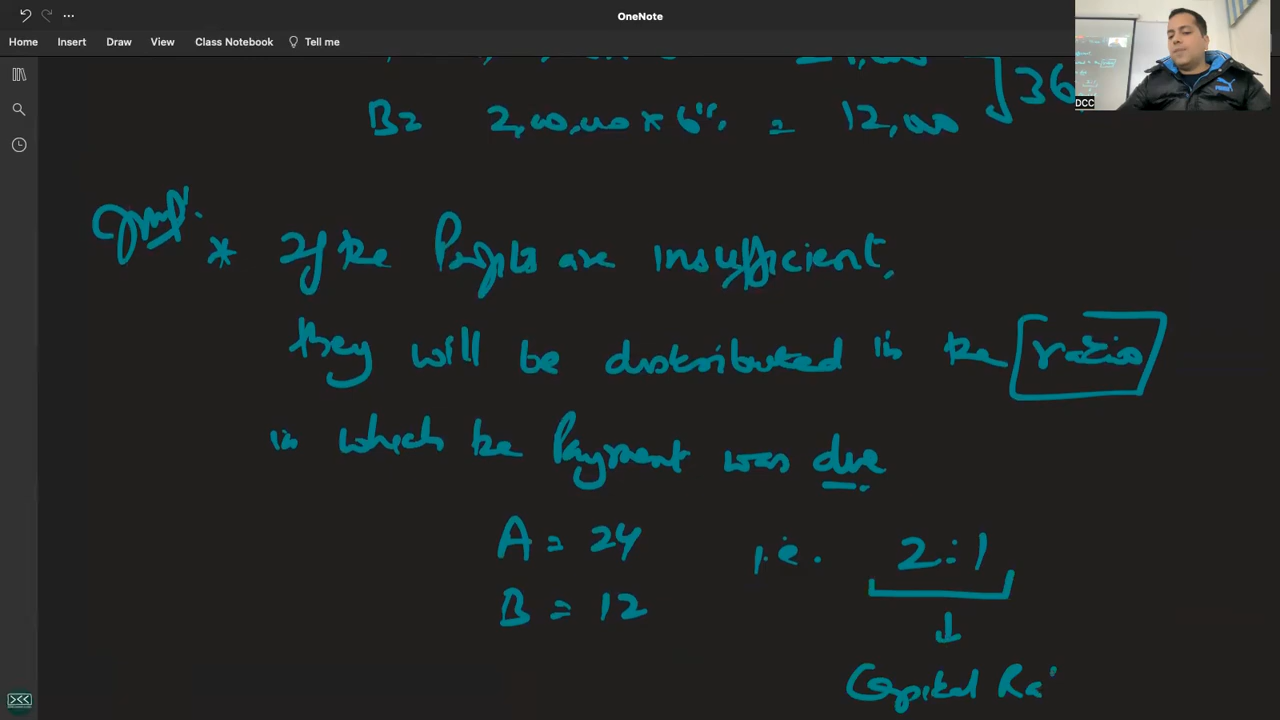 OneNote
Home Insert Draw View Class Notebook Tell me
B= 2,00,000 * 6% = 12,000 36
DCC
* If the Profits are insufficient,
they will be distributed in the ratio
in which the Payment was due.
A = 24 i.e. 2:1
B = 12
Capital Ra